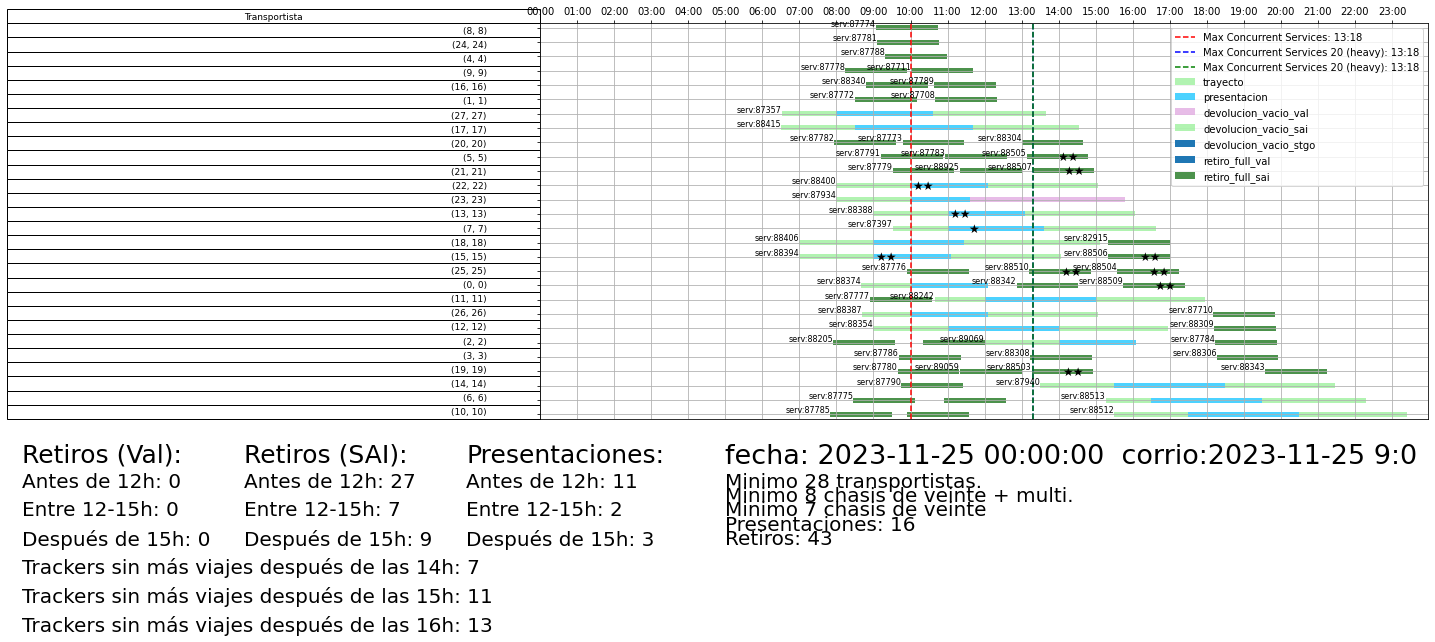 Transportista
00:00 01:00 02:00 03:00 04:00 05:00 06:00 07:00 08:00 09:00 10:00 11:00 12:00 13:00 14:00 15:00 16:00 17:00 18:00 19:00 20:00 21:00 22:00 23:00
Max Concurrent Services: 13:18
Max Concurrent Services 20 (heavy): 13:18
Max Concurrent Services 20 (heavy): 13:18
trayecto
presentacion
devolucion_vacio_val
devolucion_vacio_sai
devolucion_vacio_stgo
retiro_full_val
retiro_full_sai
(8, 8) serv:87774
(24, 24) serv:87781
(4, 4) serv:87788
(9, 9) serv:87778 serv:87711
(16, 16) serv:88340 serv:87789
(1, 1) serv:87772 serv:87708
(27, 27) serv:87357
(17, 17) serv:88415
(20, 20) serv:87782 serv:87773 serv:88304
(5, 5) serv:87791 serv:87783 serv:88505
(21, 21) serv:87779 serv:88925 serv:88507
(22, 22) serv:88400
(23, 23) serv:87934
(13, 13) serv:88388
(7, 7) serv:87397
(18, 18) serv:88406 serv:82915
(15, 15) serv:88394 serv:88506
(25, 25) serv:87776 serv:88510 serv:88504
(0, 0) serv:88374 serv:88342 serv:88509
(11, 11) serv:87777 serv:88242
(26, 26) serv:88387 serv:87710
(12, 12) serv:88354 serv:88309
(2, 2) serv:88205 serv:89069 serv:87784
(3, 3) serv:87786 serv:88308 serv:88306
(19, 19) serv:87780 serv:89059 serv:88503 serv:88343
(14, 14) serv:87790 serv:87940
(6, 6) serv:87775 serv:88513
(10, 10) serv:87785 serv:88512
Retiros (Val):
Antes de 12h: 0
Entre 12-15h: 0
Después de 15h: 0
Retiros (SAI):
Antes de 12h: 27
Entre 12-15h: 7
Después de 15h: 9
Presentaciones:
Antes de 12h: 11
Entre 12-15h: 2
Después de 15h: 3
Trackers sin más viajes después de las 14h: 7
Trackers sin más viajes después de las 15h: 11
Trackers sin más viajes después de las 16h: 13
fecha: 2023-11-25 00:00:00 corrio:2023-11-25 9:0
Minimo 28 transportistas.
Minimo 8 chasis de veinte + multi.
Minimo 7 chasis de veinte
Presentaciones: 16
Retiros: 43